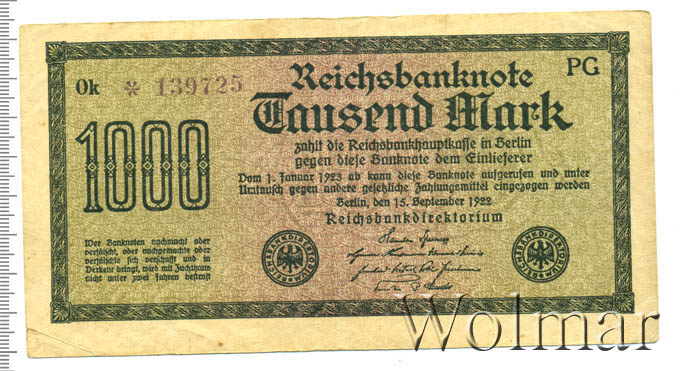 Ok * 139725
Reichsbanknote
PG
Tausend Mark
1000
zahlt die Reichsbankhauptkasse in Berlin
gegen diese Banknote dem Einlieferer
Vom 1. Januar 1923 ab kann diese Banknote aufgerufen und unter
Umtausch gegen andere gesetzliche Zahlungsmittel eingezogen werden
Berlin, den 15. September 1922
Reichsbankdirektorium
Wer Banknoten nachmacht oder
verfälscht, oder nachgemachte oder
verfälschte sich verschafft und in
Verkehr bringt, wird mit Zuchthaus
nicht unter zwei Jahren bestraft
Wolmar